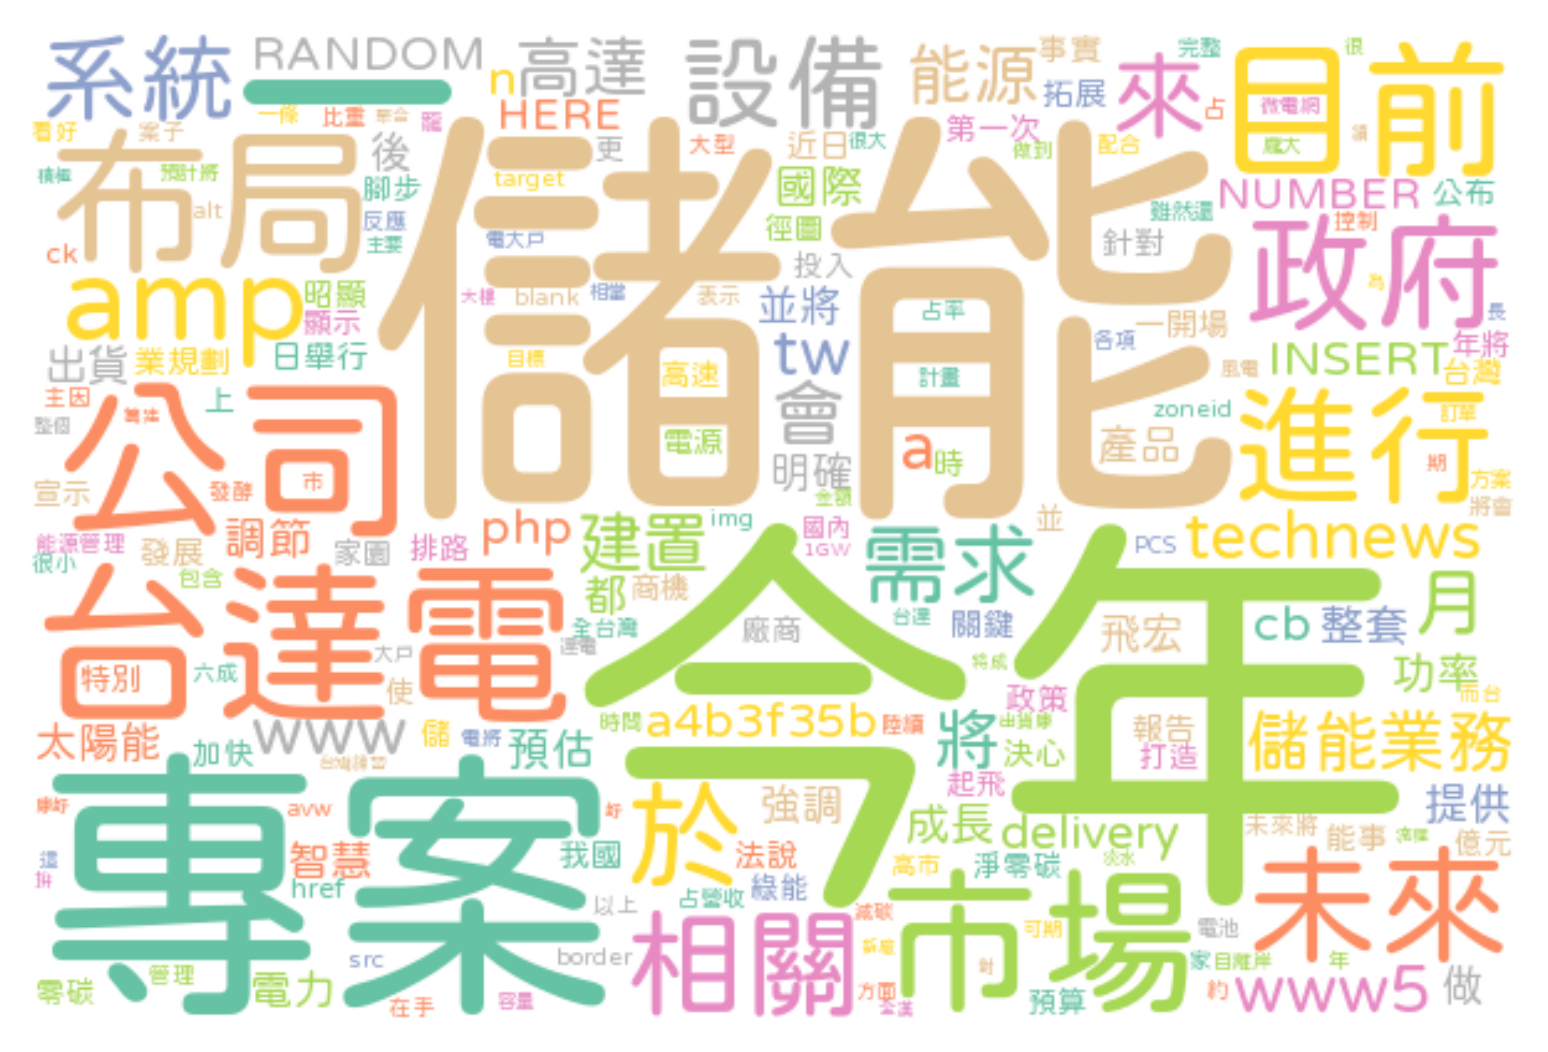 系統
一
RANDOM
n
高達
HERE
設備
能源
事實
拓展
來
完整
占
目前
很
微電網
龐大
看好
案子
一條
比重
布局
後
更
大型
近日
很大
第一次
做到
配合
積極
預計將
腳步
target
國際
NUMBER
公布
alt
反應
主要
電大戶
徑圖
雖然還
控制
ck
儲能
針對
政府
amp
昭顯
顯示
大樓
blank
相當
表示
投入
並將
占率
一開場
為
長
出貨
業規劃
日舉行
目標
高速
tw
計畫
各項
風電
INSERT
年將
台灣
主因
上
整個
公司
市
會
zoneid
進行
訂單
電源
a
時
產品
期
宣示
發酵
明確
金額
方案
將會
能源管理
很小
發展
調節
家園
排路
php
建置
img
國內
1GW
需求
並
PCS
technews
包含
台達電
都
商機
全台灣
達電
廠商
台達
關鍵
今年
飛宏
cb
整套
月
特別
六成
大戶
使
政策
功率
太陽能
加快
www
儲
電將
預估
時間
a4b3f35b
陸續
將
決心
報告
打造
儲能業務
起飛
專案
avw
好
於
強調
成長
delivery
未來將
能事
提供
億元
這
智慧
href
我國
法說
高市
淨零碳
淡水
未來
占營收
綠能
以上
減碳
市場
可期
電池
零碳
管理
電力
src
border
相關
方面
對
家
目離岸
年
在手
容量
預算
約
www5
做